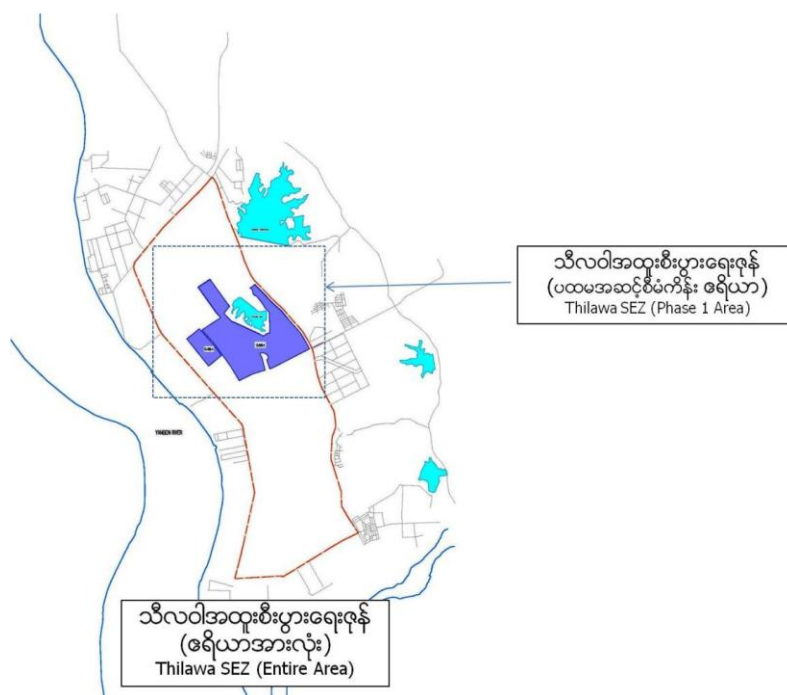 သီလဝါအထူးစီးပွားရေးဇုန်
(ပထမအဆင့်စီမံကိန်း ဧရိယာ)
Thilawa SEZ (Phase 1 Area)
YANGON RIVER
သီလဝါအထူးစီးပွားရေးဇုန်
(ဧရိယာအားလုံး)
Thilawa SEZ (Entire Area)